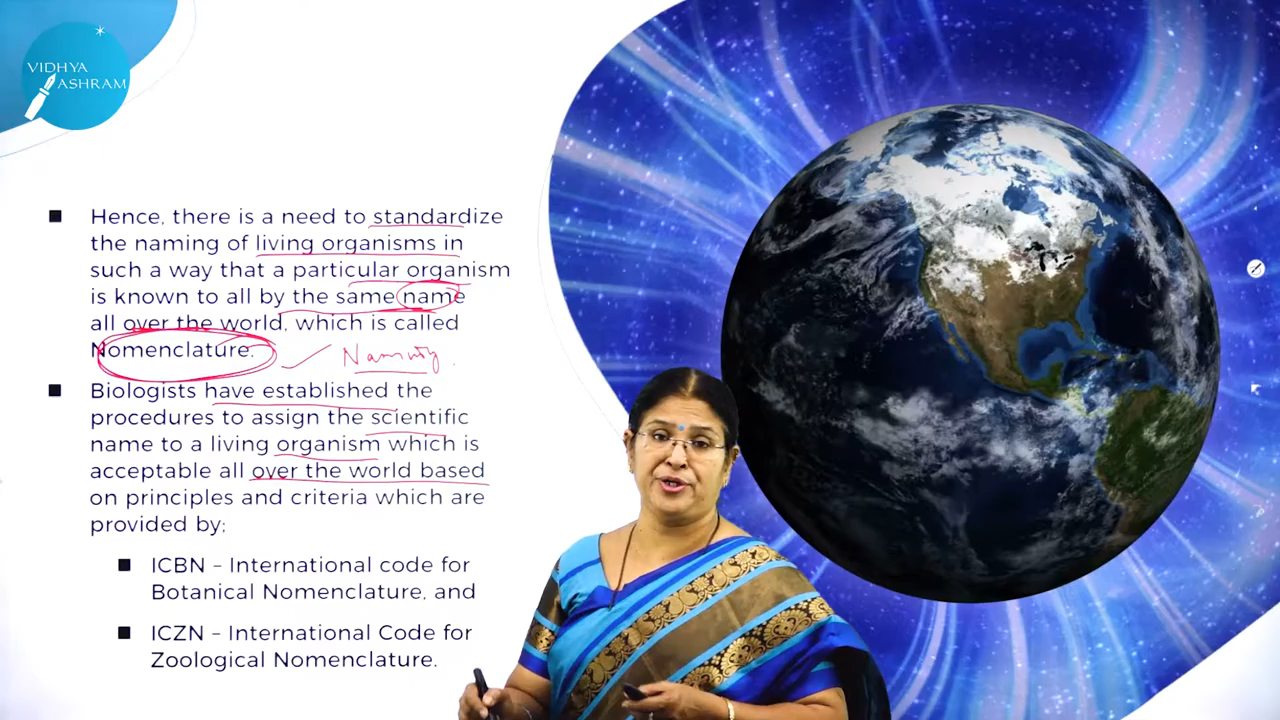 VIDHYA
ASHRAM
Hence, there is a need to standardize
the naming of living organisms in
such a way that a particular organism
is known to all by the same name
all over the world, which is called
Nomenclature.
Naming
Biologists have established the
procedures to assign the scientific
name to a living organism which is
acceptable all over the world based
on principles and criteria which are
provided by;
ICBN – International code for
Botanical Nomenclature, and
ICZN – International Code for
Zoological Nomenclature.